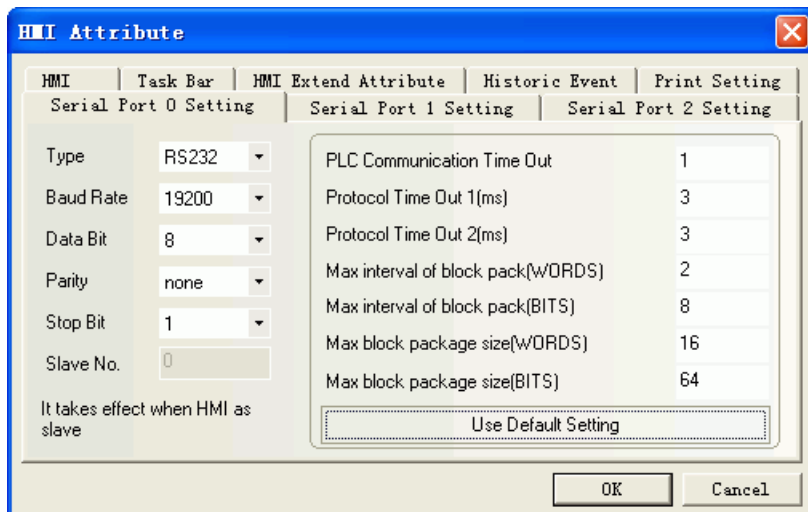 HMI Attribute
HMI Task Bar HMI Extend Attribute Historic Event Print Setting
Serial Port 0 Setting Serial Port 1 Setting Serial Port 2 Setting
Type RS232
Baud Rate 19200
Data Bit 8
Parity none
Stop Bit 1
Slave No. 0
It takes effect when HMI as
slave
PLC Communication Time Out 1
Protocol Time Out 1(ms) 3
Protocol Time Out 2(ms) 3
Max interval of block pack(WORDS) 2
Max interval of block pack(BITS) 8
Max block package size(WORDS) 16
Max block package size(BITS) 64
Use Default Setting
OK Cancel